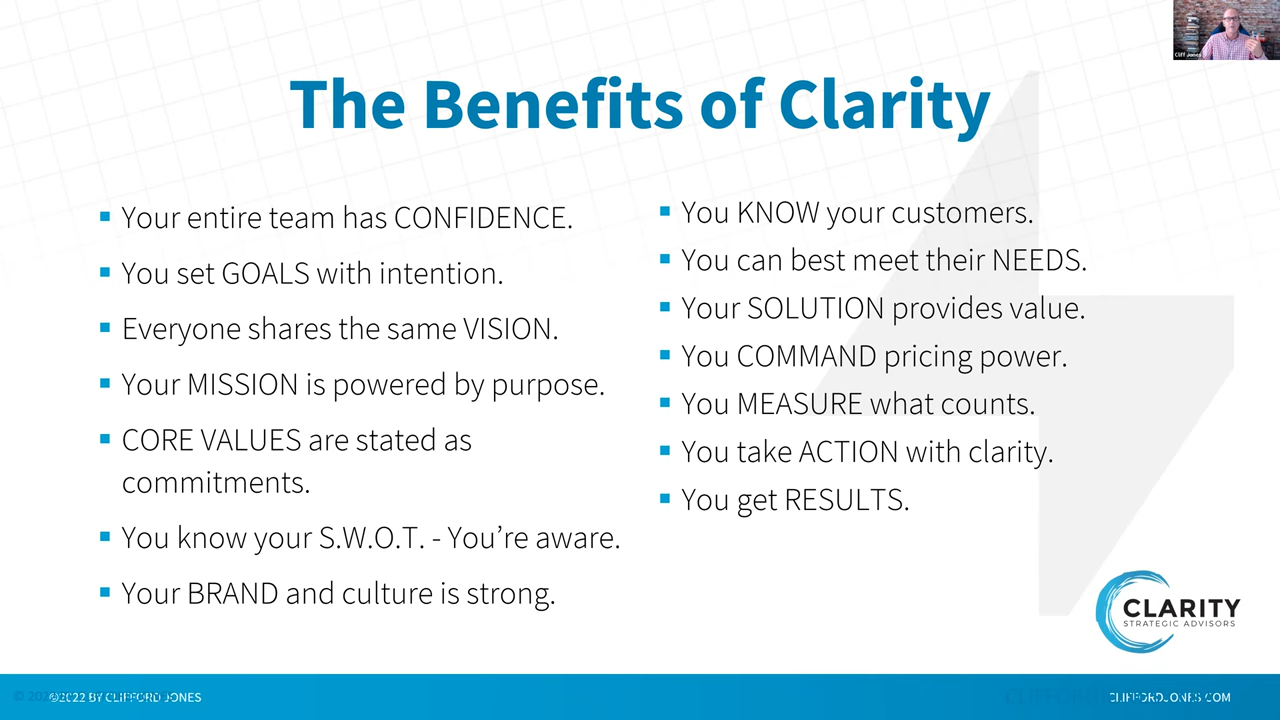 Cliff Jones
The Benefits of Clarity
Your entire team has CONFIDENCE.
You set GOALS with intention.
Everyone shares the same VISION.
Your MISSION is powered by purpose.
CORE VALUES are stated as
commitments.
You know your S.W.O.T. - You’re aware.
Your BRAND and culture is strong.
You KNOW your customers.
You can best meet their NEEDS.
Your SOLUTION provides value.
You COMMAND pricing power.
You MEASURE what counts.
You take ACTION with clarity.
You get RESULTS.
CLARITY
STRATEGIC ADVISORS
©2022 BY CLIFFORD JONES
CLIFFORDJONES.COM